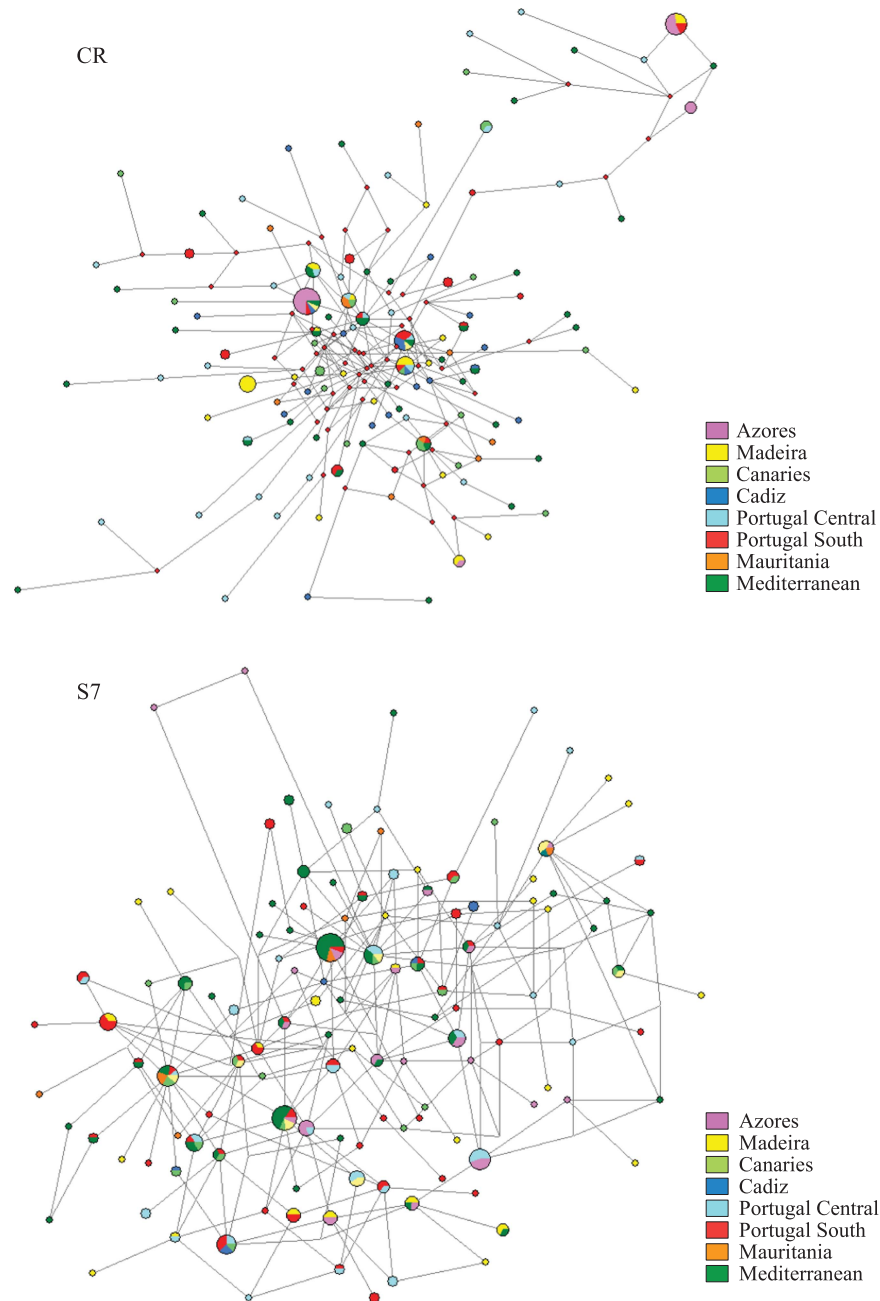 CR
Azores
Madeira
Canaries
Cadiz
Portugal Central
Portugal South
Mauritania
Mediterranean
S7
Azores
Madeira
Canaries
Cadiz
Portugal Central
Portugal South
Mauritania
Mediterranean